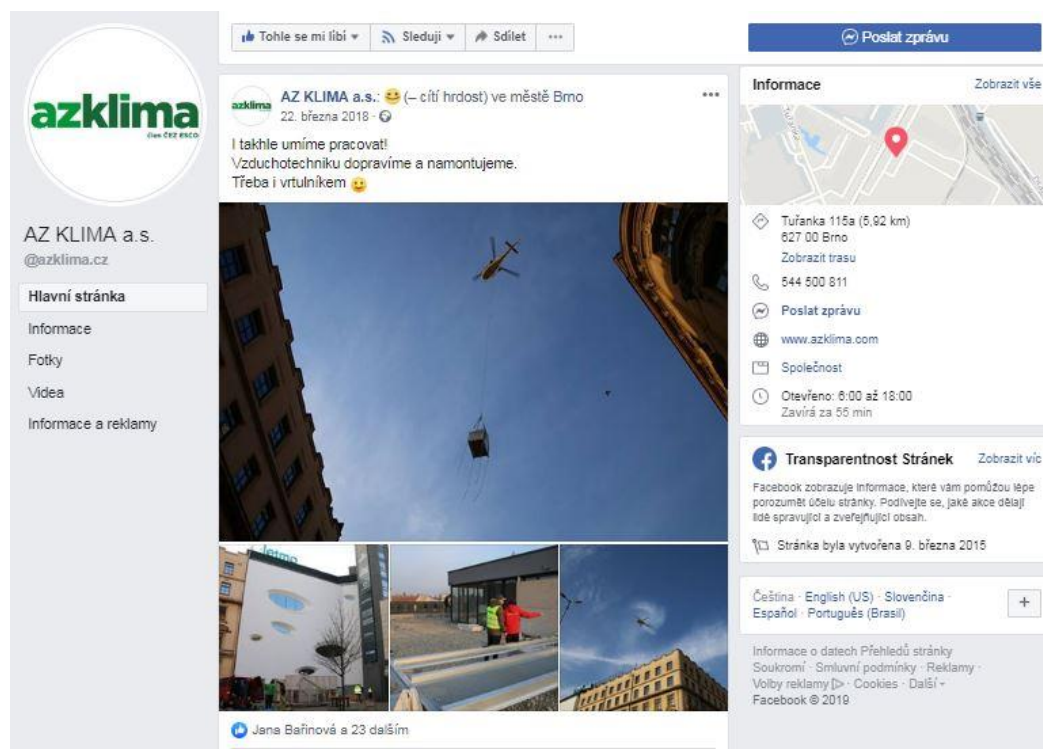 azklima
člen ČEZ ESCO
AZ KLIMA a.s.
@azklima.cz
Hlavní stránka
Informace
Fotky
Videa
Informace a reklamy
Tohle se mi líbí
Sleduji
Sdílet
azklima
AZ KLIMA a.s.: (– cítí hrdost) ve městě Brno
22. března 2018 ·
I takhle umíme pracovat!
Vzduchotechniku dopravíme a namontujeme.
Třeba i vrtulníkem
letmo
Jana Bařinová a 23 dalším
Poslat zprávu
Informace
Zobrazit vše
Tuřanka
Tuřanka 115a (5,92 km)
627 00 Brno
Zobrazit trasu
544 500 811
Poslat zprávu
www.azklima.com
Společnost
Otevřeno: 6:00 až 18:00
Zavírá za 55 min
Transparentnost Stránek
Zobrazit víc
Facebook zobrazuje informace, které vám pomůžou lépe
porozumět účelu stránky. Podívejte se, jaké akce dělají
lidé spravující a zveřejňující obsah.
Stránka byla vytvořena 9. března 2015
Čeština · English (US) · Slovenčina ·
Español · Português (Brasil)
+
Informace o datech Přehledů stránky
Soukromí · Smluvní podmínky · Reklamy ·
Volby reklamy · Cookies · Další
Facebook © 2019